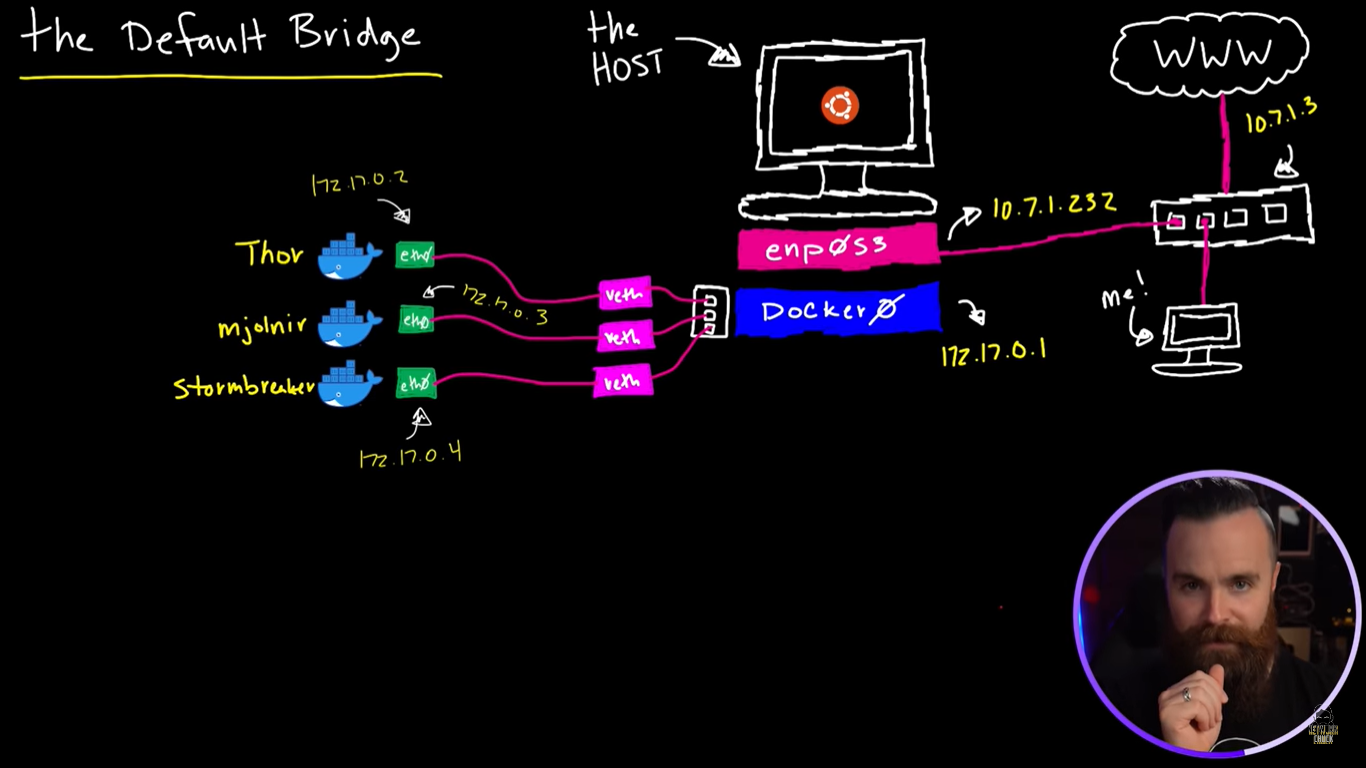 the Default Bridge
the
HOST
WWW
10.7.1.3
172.17.0.2
10.7.1.232
Thor
eth0
enp0s3
172.17.0.3
veth
me!
mjolnir
eth0
veth
Docker0
172.17.0.1
stormbreaker
eth0
veth
172.17.0.4